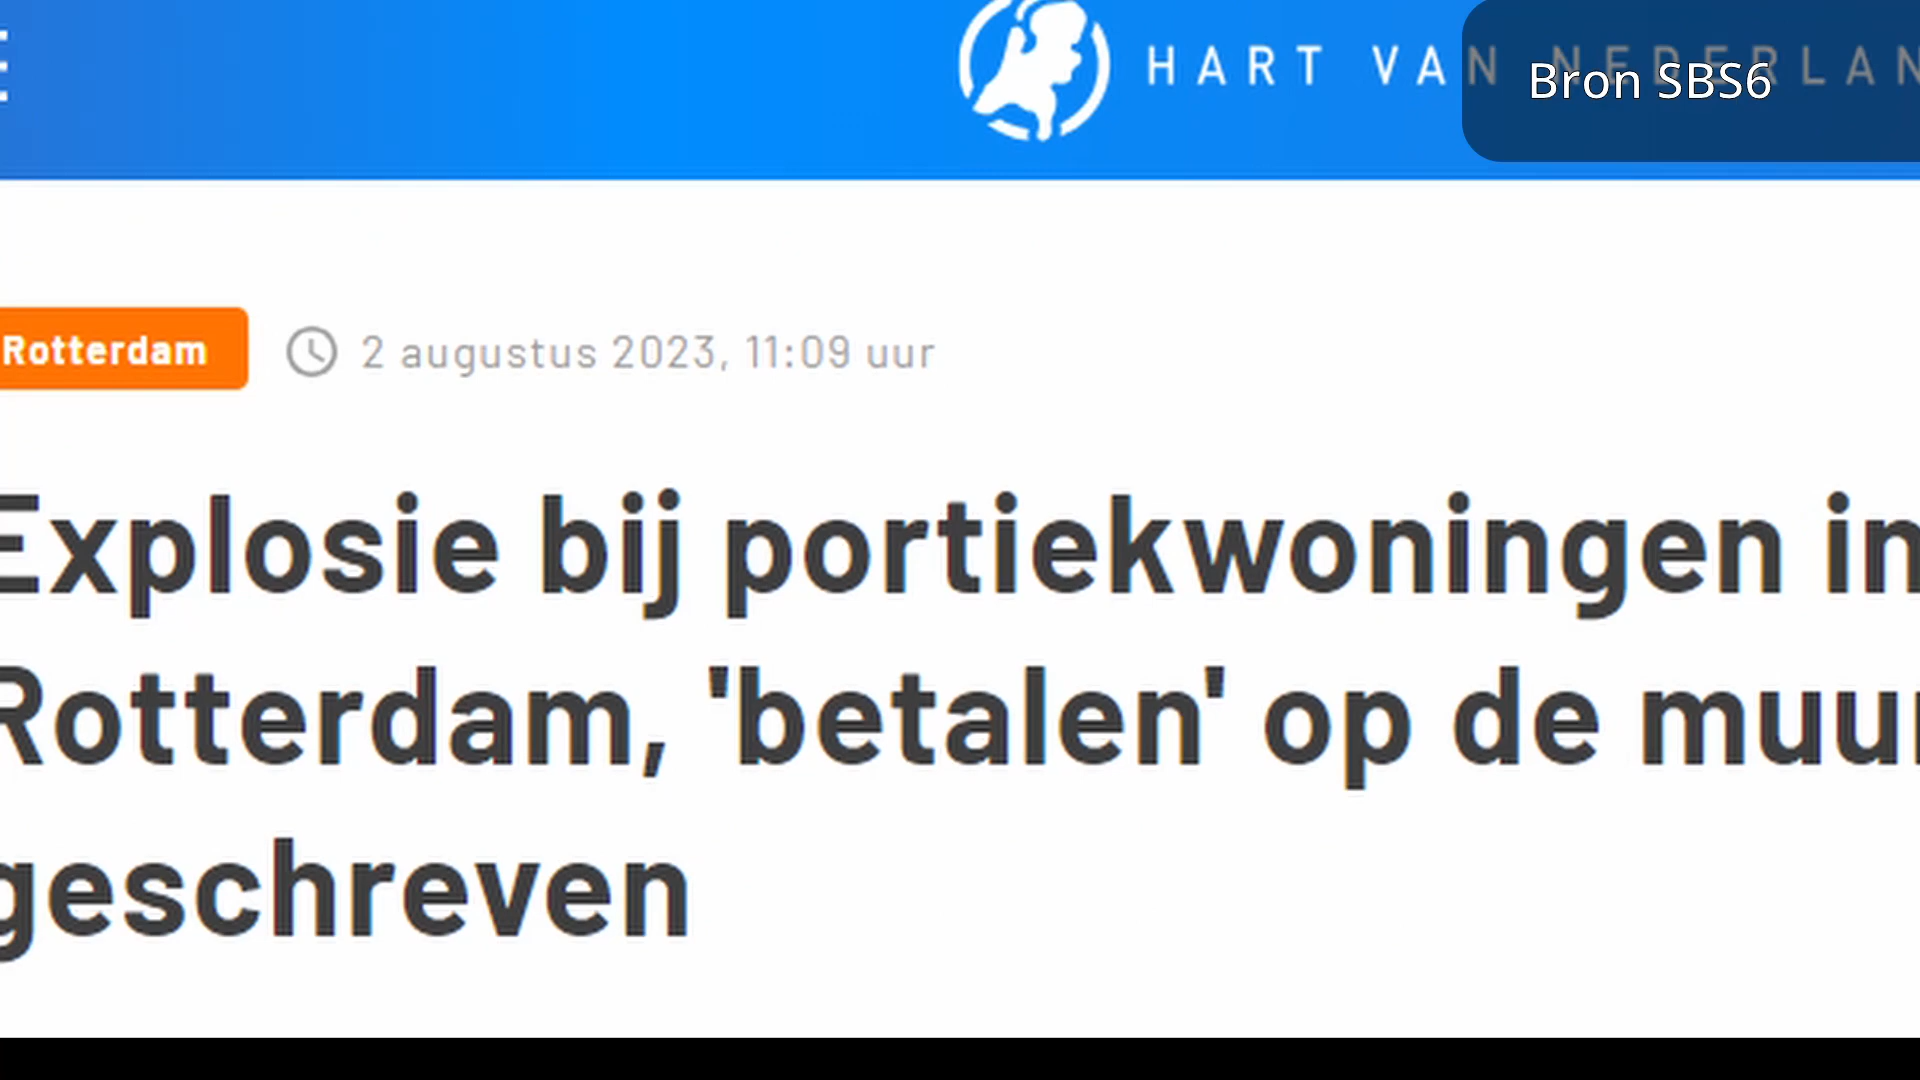 HART VAN NEDERLAN
Bron SBS6
Rotterdam
2 augustus 2023, 11:09 uur
Explosie bij portiekwoningen in
Rotterdam, 'betalen' op de muur
geschreven